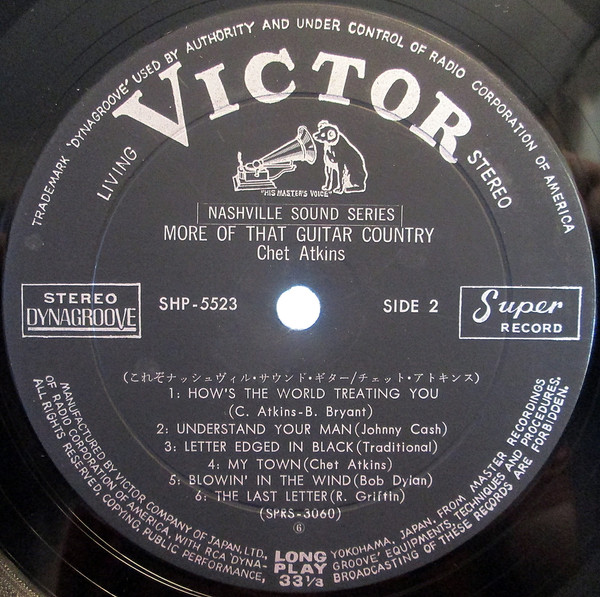 TRADEMARK 'DYNAGROOVE' USED BY AUTHORITY AND UNDER CONTROL OF RADIO CORPORATION OF AMERICA
VICTOR
LIVING
STEREO
"HIS MASTER'S VOICE"
NASHVILLE SOUND SERIES
MORE OF THAT GUITAR COUNTRY
Chet Atkins
STEREO
DYNAGROOVE
SHP-5523
SIDE 2
Super
RECORD
(これぞナッシュヴィル・サウンド・ギター/チェット・アトキンス)
1: HOW'S THE WORLD TREATING YOU
(C. Atkins-B. Bryant)
2: UNDERSTAND YOUR MAN (Johnny Cash)
3: LETTER EDGED IN BLACK (Traditional)
4: MY TOWN (Chet Atkins)
5: BLOWIN' IN THE WIND (Bob Dylan)
6: THE LAST LETTER (R. Griftin)
(SPRS-3060)
⑥
LONG
PLAY
33⅓
MANUFACTURED BY VICTOR COMPANY OF JAPAN, LTD., YOKOHAMA, JAPAN, FROM MASTER RECORDINGS
OF RADIO CORPORATION OF AMERICA, WITH RCA 'DYNA-GROOVE' EQUIPMENTS, TECHNIQUES AND PROCEDURES.
ALL RIGHTS RESERVED, COPYING, PUBLIC PERFORMANCE, BROADCASTING OF THESE RECORDS ARE FORBIDDEN.